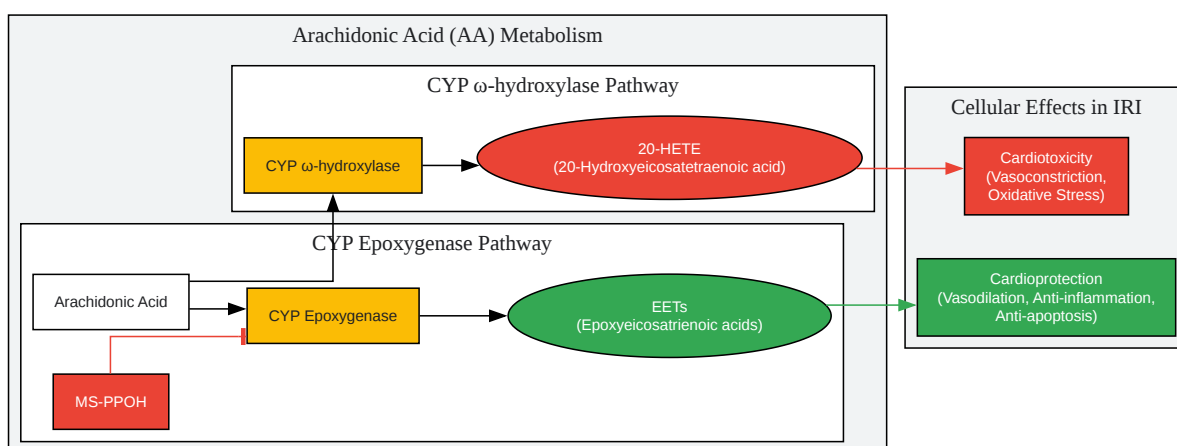 Arachidonic Acid (AA) Metabolism
CYP ω-hydroxylase Pathway
CYP ω-hydroxylase
20-HETE
(20-Hydroxyeicosatetraenoic acid)
Cellular Effects in IRI
Cardiotoxicity
(Vasoconstriction,
Oxidative Stress)
CYP Epoxygenase Pathway
Arachidonic Acid
CYP Epoxygenase
EETs
(Epoxyeicosatrienoic acids)
Cardioprotection
(Vasodilation, Anti-inflammation,
Anti-apoptosis)
MS-PPOH